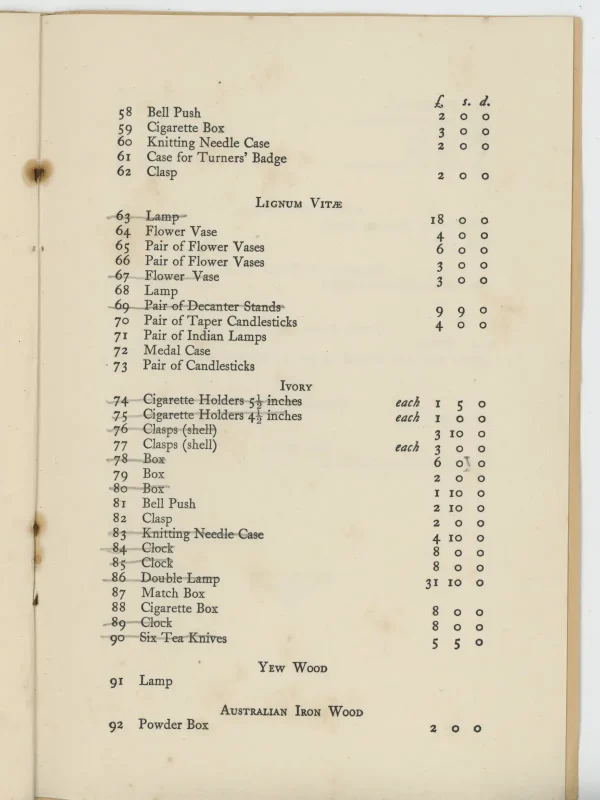 £ s. d.
58 Bell Push 2 0 0
59 Cigarette Box 3 0 0
60 Knitting Needle Case 2 0 0
61 Case for Turners' Badge
62 Clasp 2 0 0
Lignum Vitæ
63 Lamp 18 0 0
64 Flower Vase 4 0 0
65 Pair of Flower Vases 6 0 0
66 Pair of Flower Vases 3 0 0
67 Flower Vase 3 0 0
68 Lamp
69 Pair of Decanter Stands 9 9 0
70 Pair of Taper Candlesticks 4 0 0
71 Pair of Indian Lamps
72 Medal Case
73 Pair of Candlesticks
Ivory
74 Cigarette Holders 5½ inches each 1 5 0
75 Cigarette Holders 4½ inches each 1 0 0
76 Clasps (shell) 3 10 0
77 Clasps (shell) each 3 0 0
78 Box 6 0 0
79 Box 2 0 0
80 Box 1 10 0
81 Bell Push 2 10 0
82 Clasp 2 0 0
83 Knitting Needle Case 4 10 0
84 Clock 8 0 0
85 Clock 8 0 0
86 Double Lamp 31 10 0
87 Match Box
88 Cigarette Box 8 0 0
89 Clock 8 0 0
90 Six Tea Knives 5 5 0
Yew Wood
91 Lamp
Australian Iron Wood
92 Powder Box 2 0 0